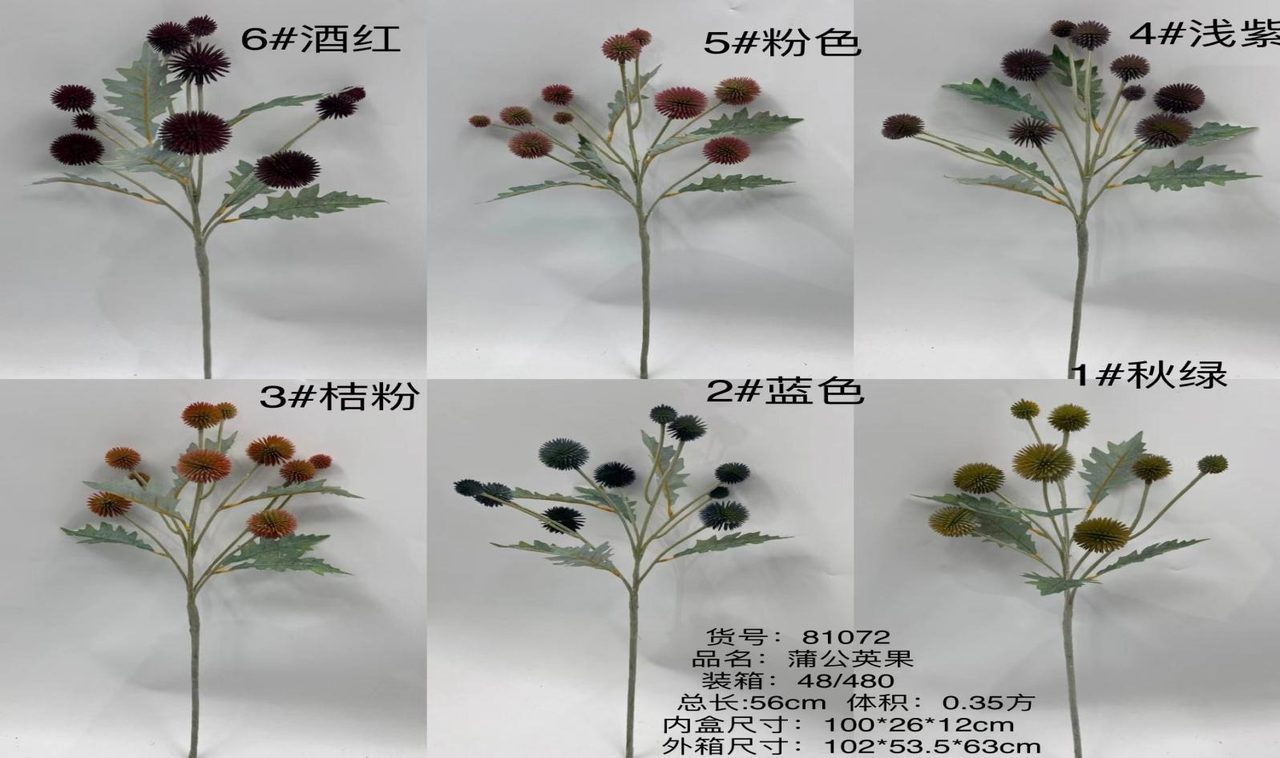 6#酒红
5#粉色
4#浅紫
3#桔粉
2#蓝色
1#秋绿
货号：81072
品名：蒲公英果
装箱：48/480
总长:56cm 体积：0.35方
内盒尺寸：100*26*12cm
外箱尺寸：102*53.5*63cm